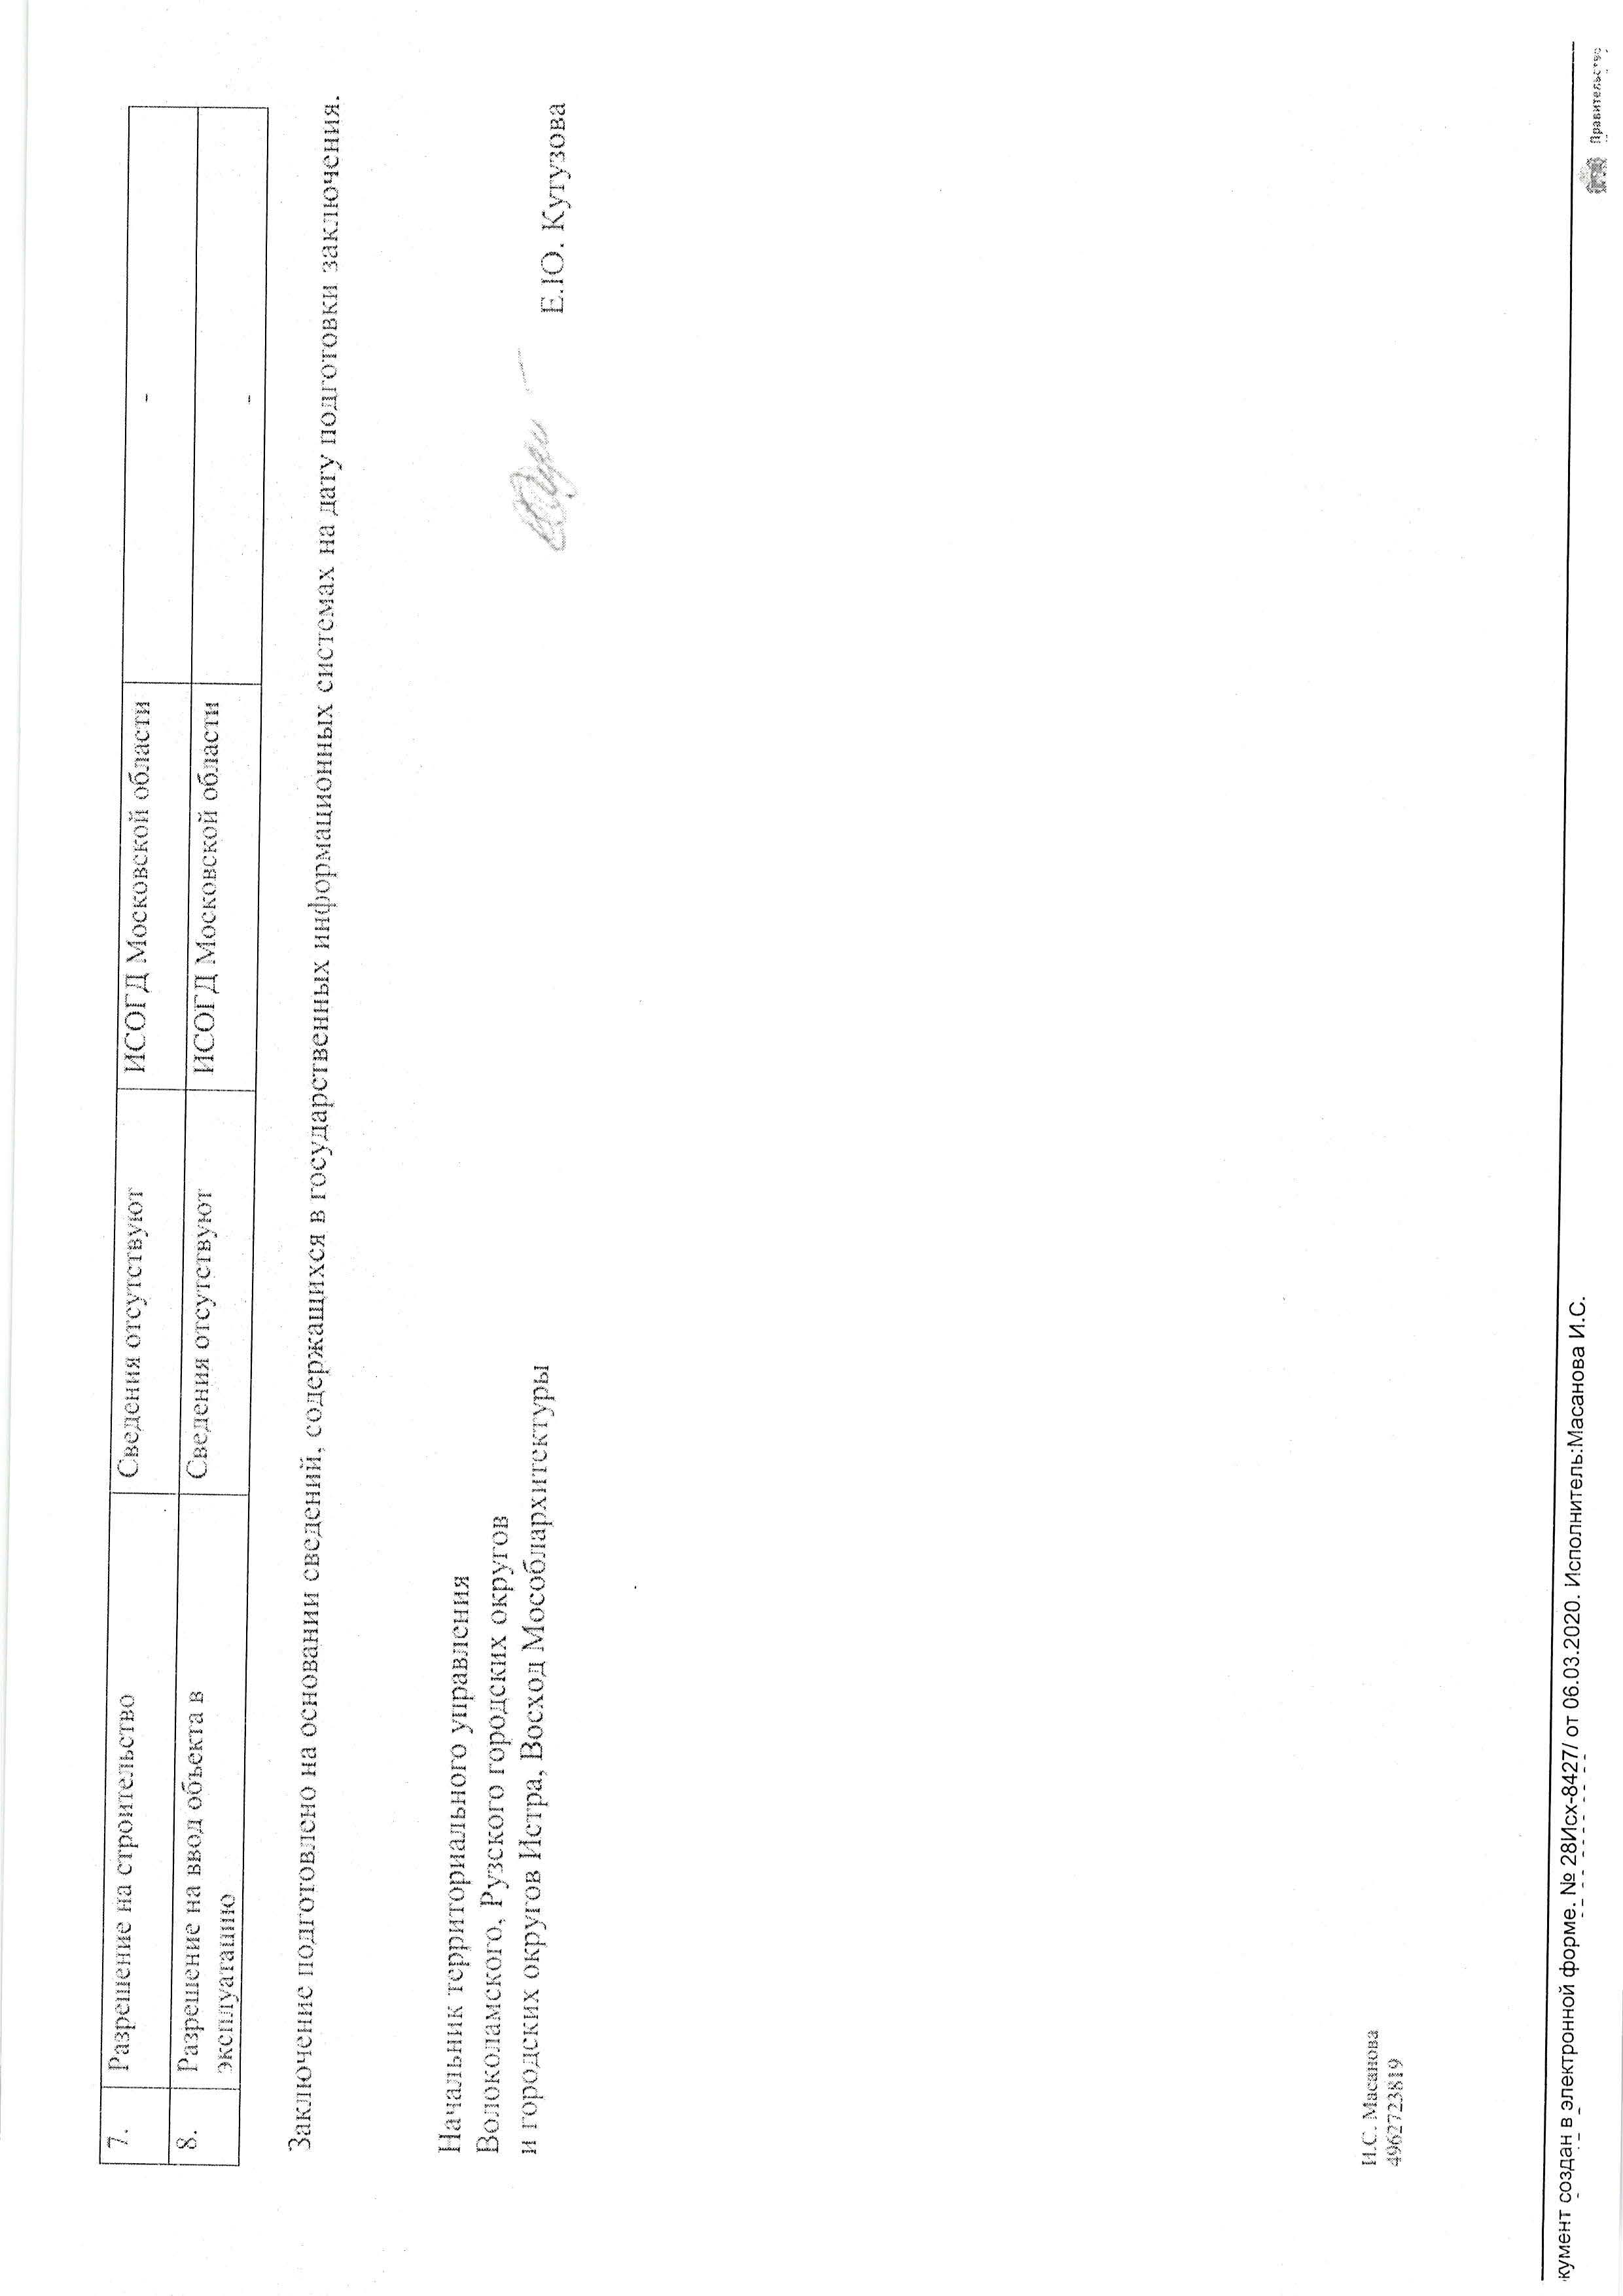 7. Разрешение на строительство Сведения отсутствуют ИСОГД Московской области -
8. Разрешение на ввод объекта в Сведения отсутствуют ИСОГД Московской области -
эксплуатацию
Заключение подготовлено на основании сведений, содержащихся в государственных информационных системах на дату подготовки заключения.
Начальник территориального управления
Волоколамского, Рузского городских округов
и городских округов Истра, Восход Мособлархитектуры
Е.Ю. Кутузова
И.С. Масанова
4962723819
кумент создан в электронной форме. № 28Исх-8427/ от 06.03.2020. Исполнитель:Масанова И.С.
Правительство